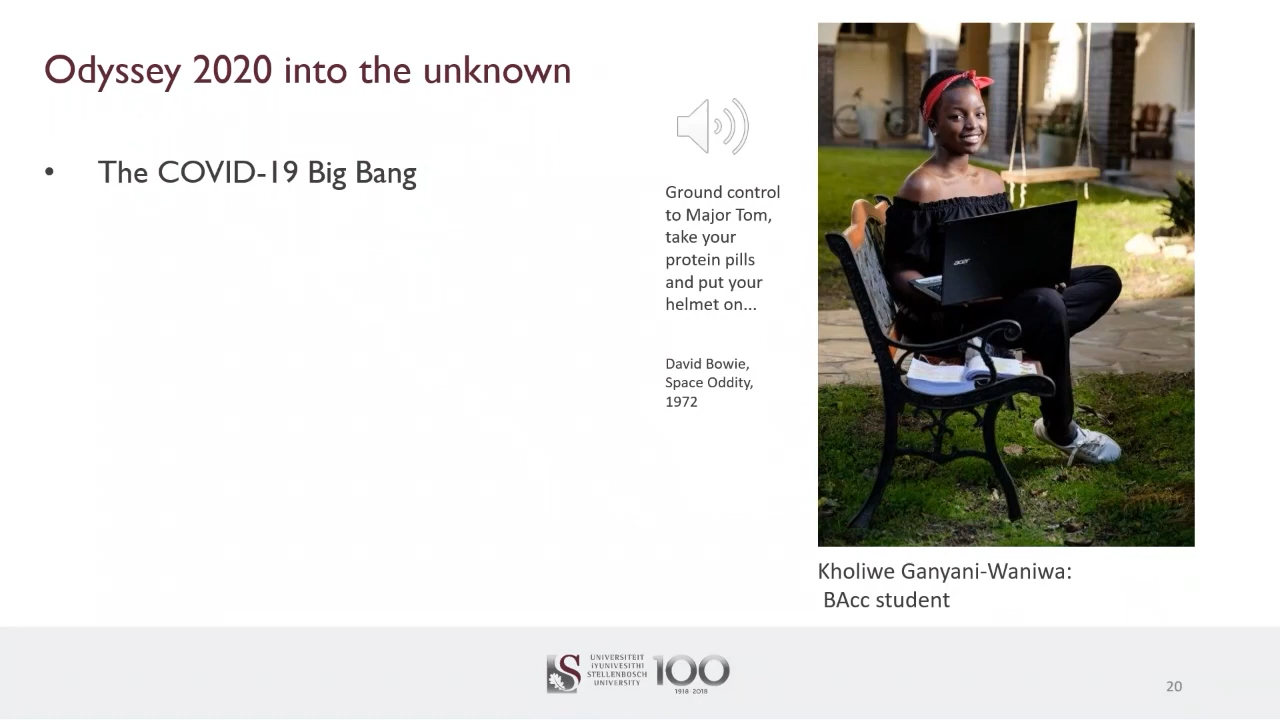 Odyssey 2020 into the unknown
• The COVID-19 Big Bang
Ground control
to Major Tom,
take your
protein pills
and put your
helmet on...
David Bowie,
Space Oddity,
1972
acer
Kholiwe Ganyani-Waniwa:
BAcc student
UNIVERSITEIT
IYUNIVESITHI
STELLENBOSCH
UNIVERSITY
100
1918 2018
20